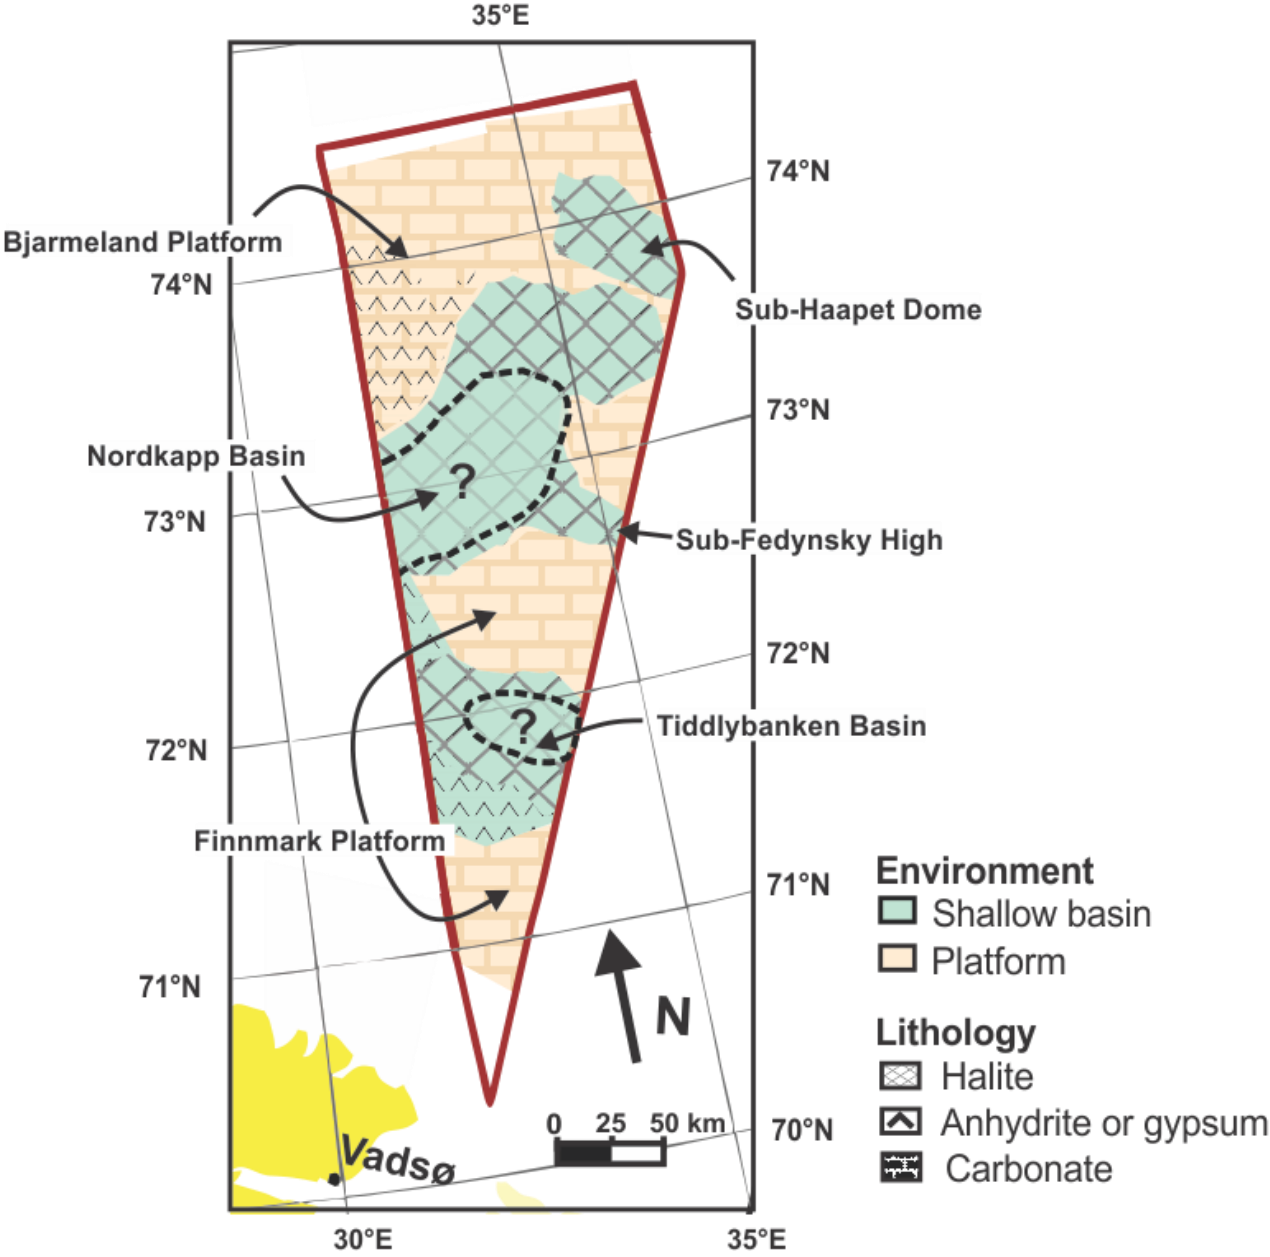 35°E
74°N
Bjarmeland Platform
74°N
Sub-Haapet Dome
73°N
Nordkapp Basin
?
73°N
Sub-Fedynsky High
72°N
?
Tiddlybanken Basin
72°N
Finnmark Platform
71°N
Environment
Shallow basin
Platform
71°N
N
Lithology
Halite
Anhydrite or gypsum
Carbonate
0 25 50 km
70°N
Vadsø
30°E
35°E